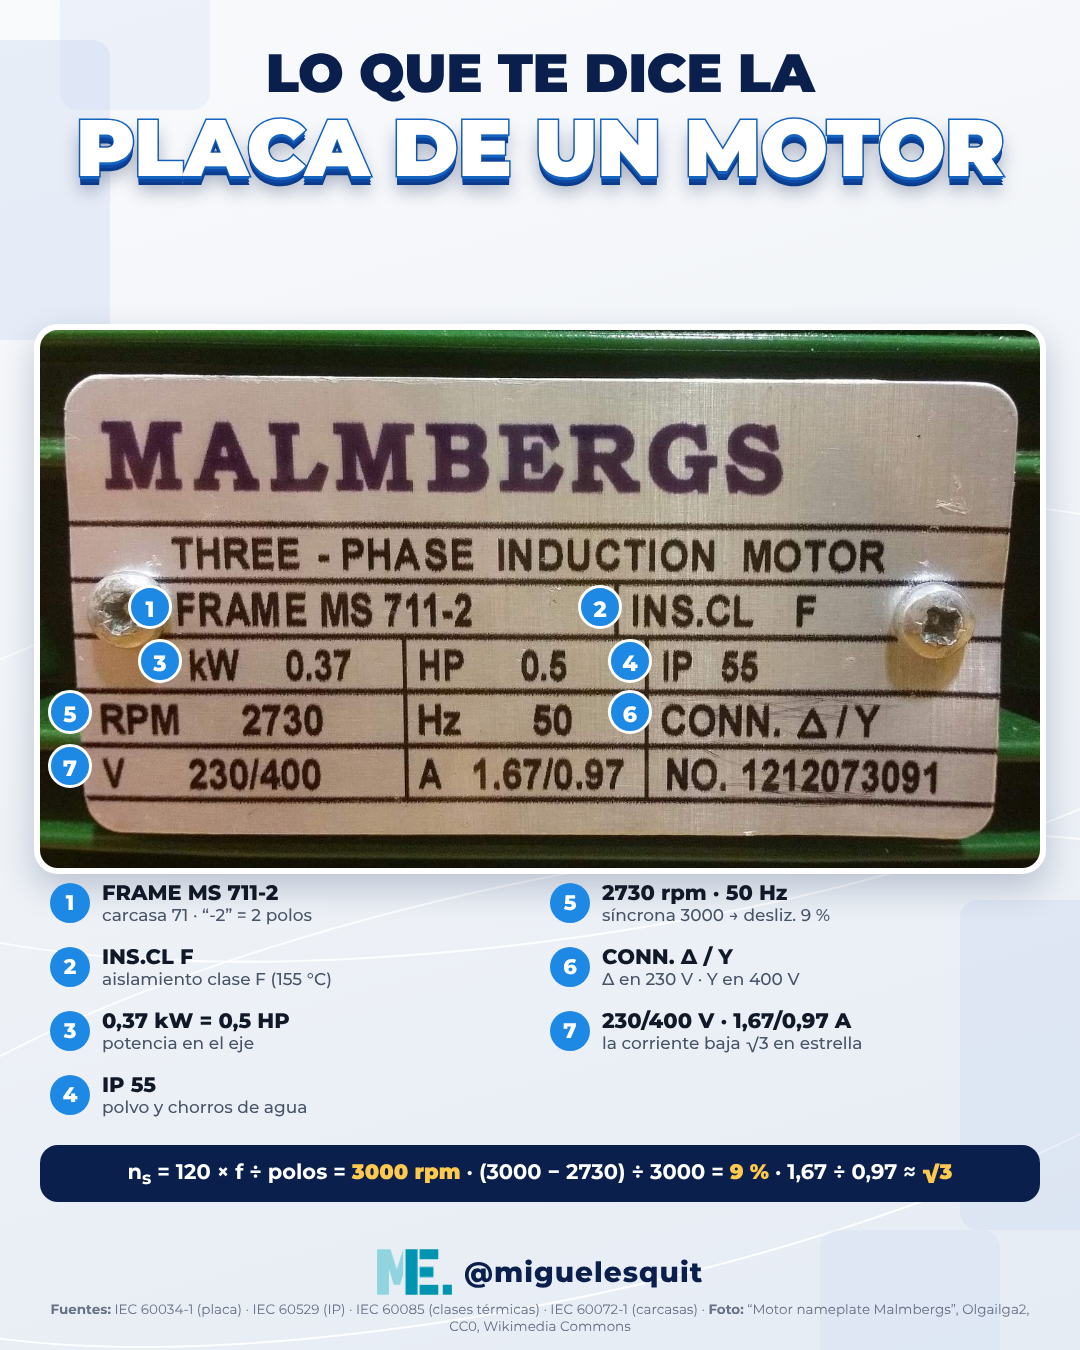 LO QUE TE DICE LA
PLACA DE UN MOTOR
MALMBERGS
THREE - PHASE INDUCTION MOTOR
1 FRAME MS 711-2 2 INS.CL F
3 kW 0.37 HP 0.5 4 IP 55
5 RPM 2730 Hz 50 6 CONN. Δ / Y
7 V 230/400 A 1.67/0.97 NO. 1212073091
1 FRAME MS 711-2
carcasa 71 · “-2” = 2 polos
2 INS.CL F
aislamiento clase F (155 °C)
3 0,37 kW = 0,5 HP
potencia en el eje
4 IP 55
polvo y chorros de agua
5 2730 rpm · 50 Hz
síncrona 3000 → desliz. 9 %
6 CONN. Δ / Y
Δ en 230 V · Y en 400 V
7 230/400 V · 1,67/0,97 A
la corriente baja √3 en estrella
ns = 120 × f ÷ polos = 3000 rpm · (3000 − 2730) ÷ 3000 = 9 % · 1,67 ÷ 0,97 ≈ √3
ME. @miguelesquit
Fuentes: IEC 60034-1 (placa) · IEC 60529 (IP) · IEC 60085 (clases térmicas) · IEC 60072-1 (carcasas) · Foto: “Motor nameplate Malmbergs”, Olgailga2,
CC0, Wikimedia Commons